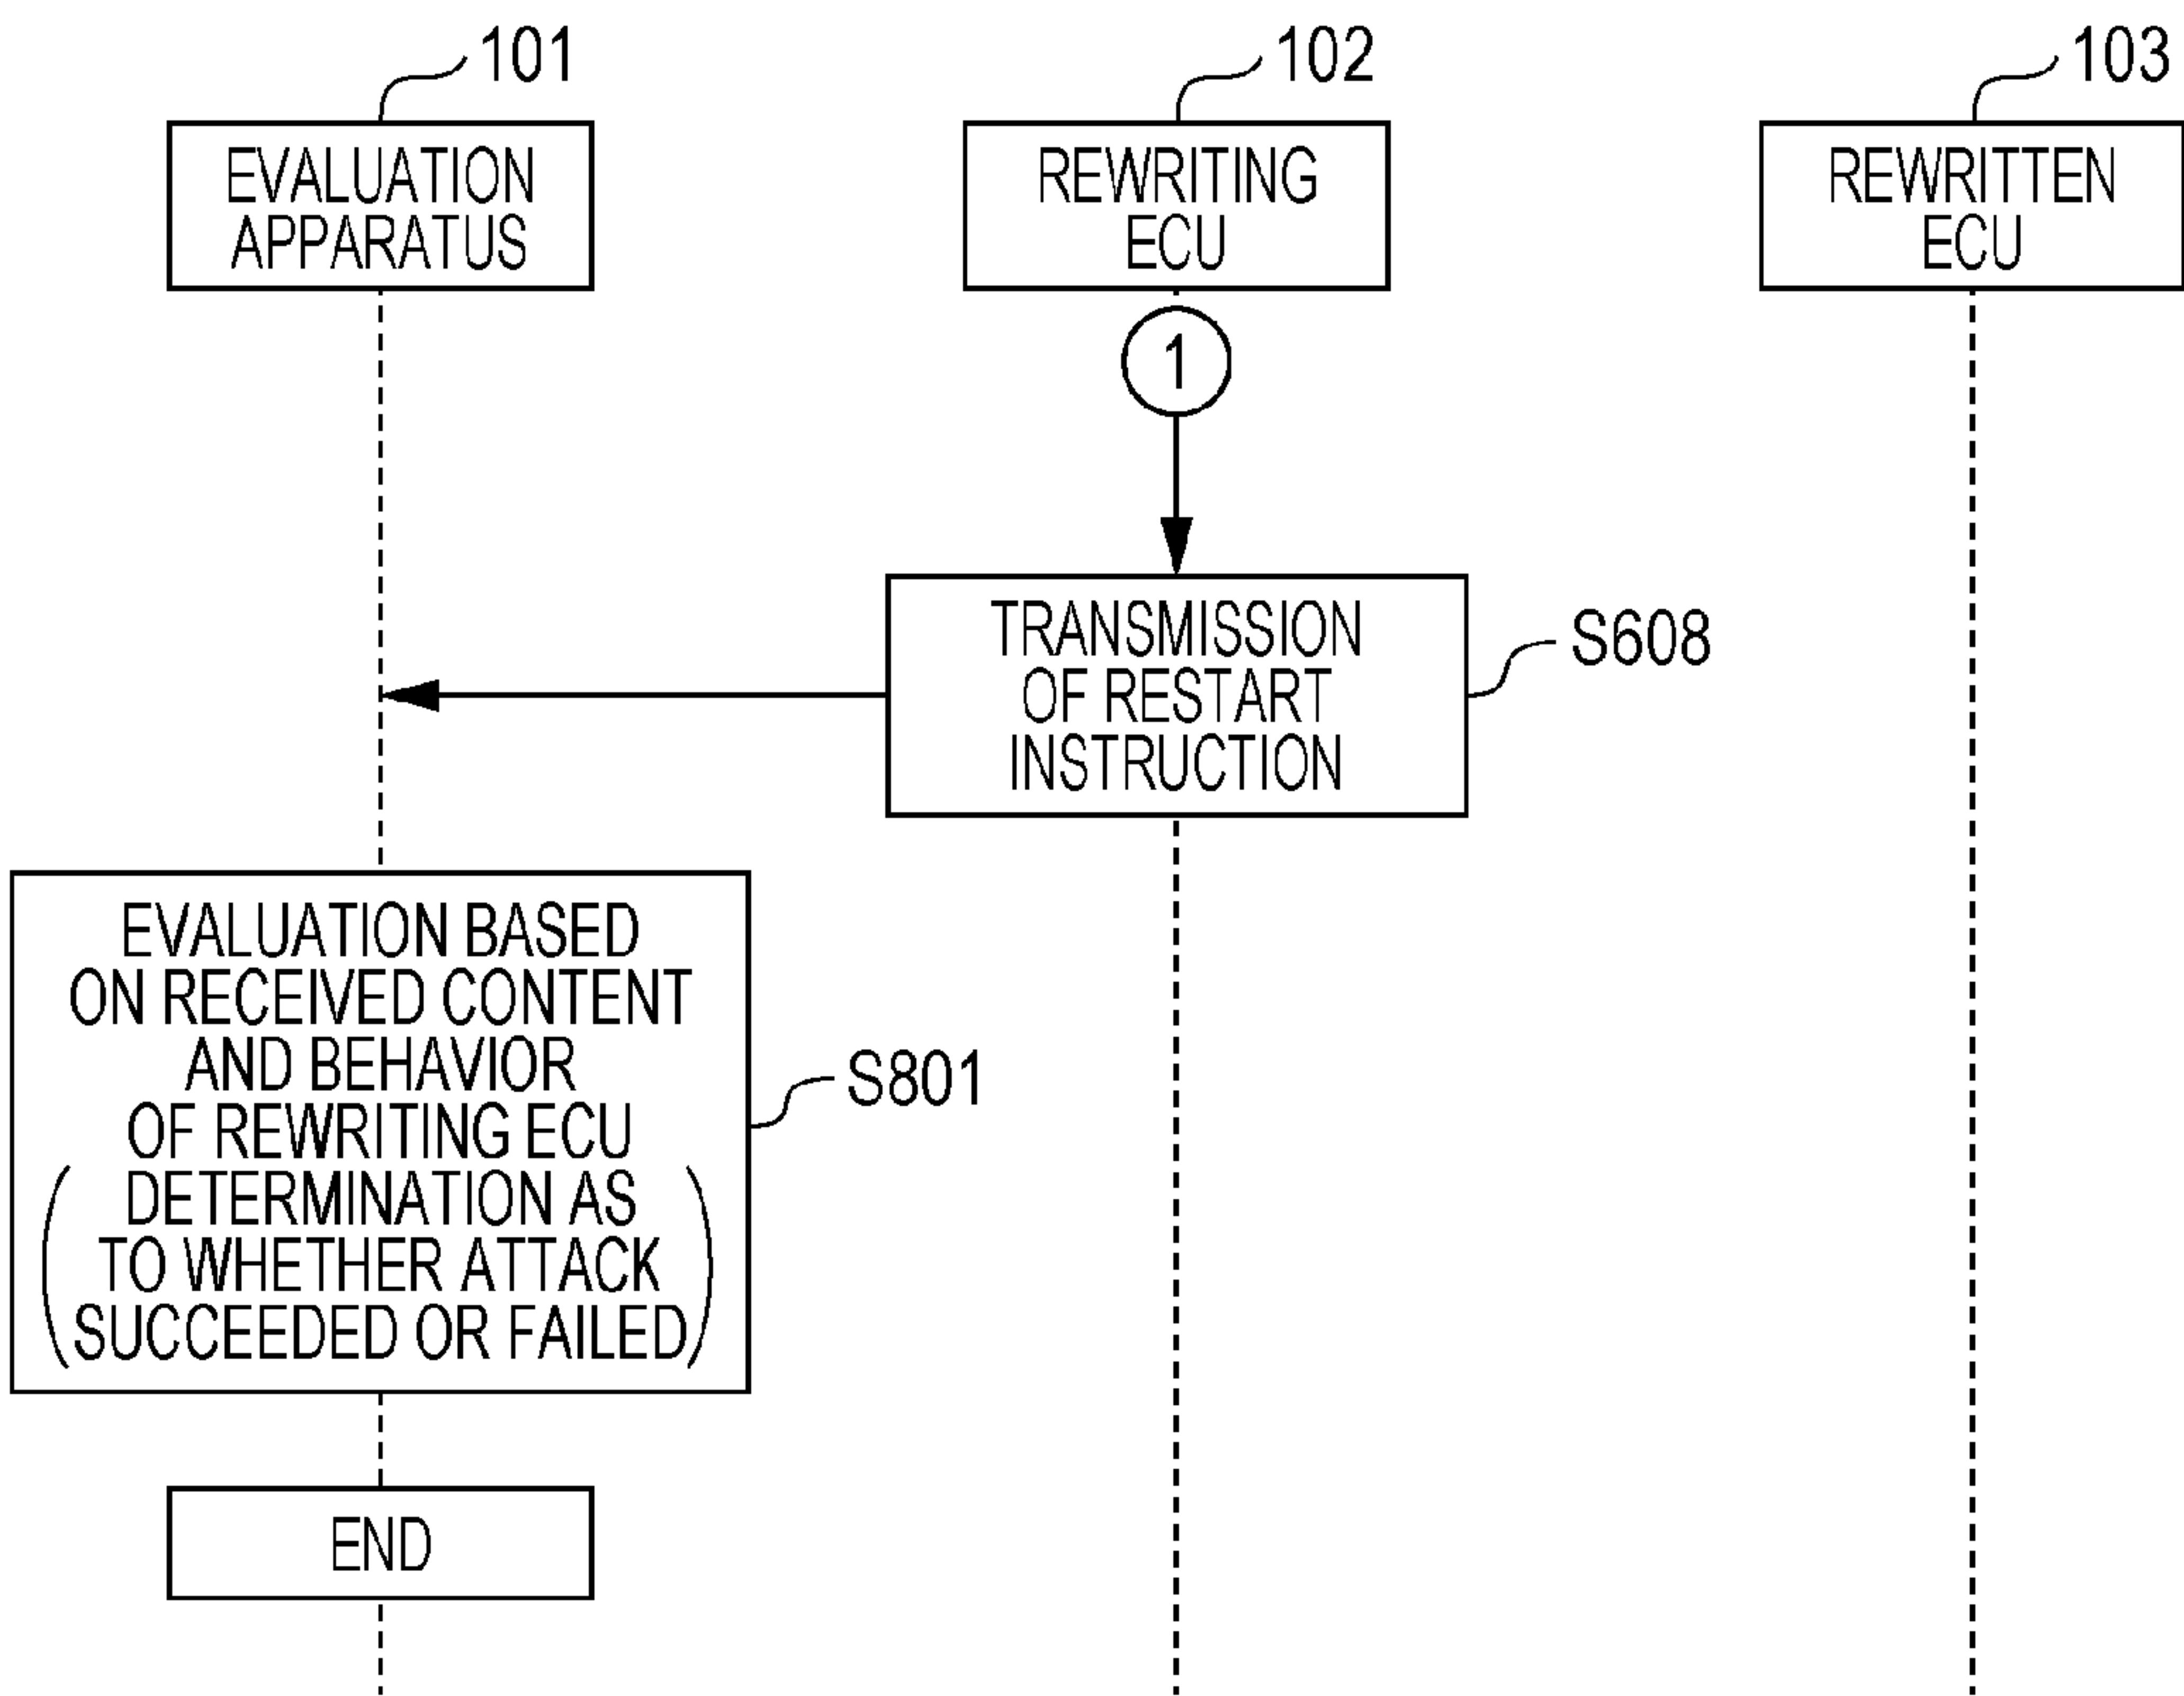 101
102
103
EVALUATION
APPARATUS
REWRITING
ECU
REWRITTEN
ECU
1
TRANSMISSION
OF RESTART
INSTRUCTION
S608
EVALUATION BASED
ON RECEIVED CONTENT
AND BEHAVIOR
OF REWRITING ECU
(DETERMINATION AS
TO WHETHER ATTACK
SUCCEEDED OR FAILED)
S801
END